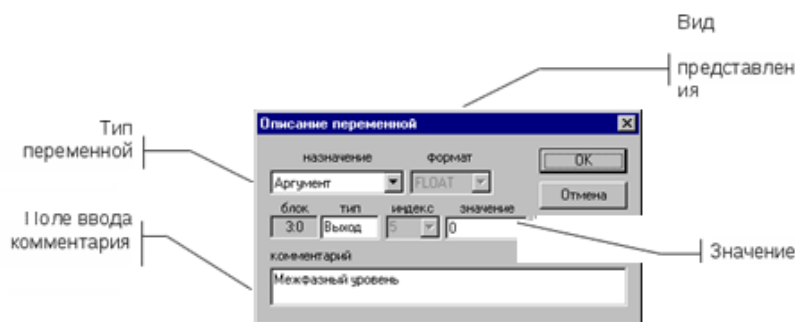 Вид
представлен
ия
Тип
переменной
Поле ввода
комментария
Значение
Описание переменной
назначение формат
Аргумент FLOAT
OK
Отмена
блок тип индекс значение
3:0 Выход 5 0
комментарий
Межфазный уровень